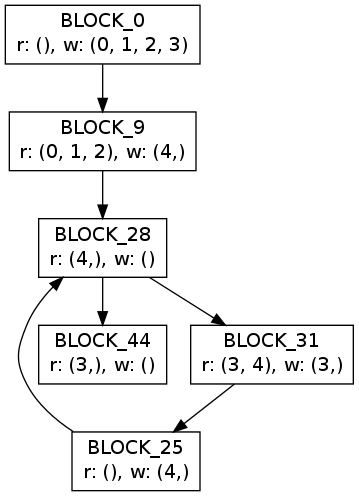 BLOCK_0
r: (), w: (0, 1, 2, 3)
BLOCK_9
r: (0, 1, 2), w: (4,)
BLOCK_28
r: (4,), w: ()
BLOCK_44
r: (3,), w: ()
BLOCK_31
r: (3, 4), w: (3,)
BLOCK_25
r: (), w: (4,)